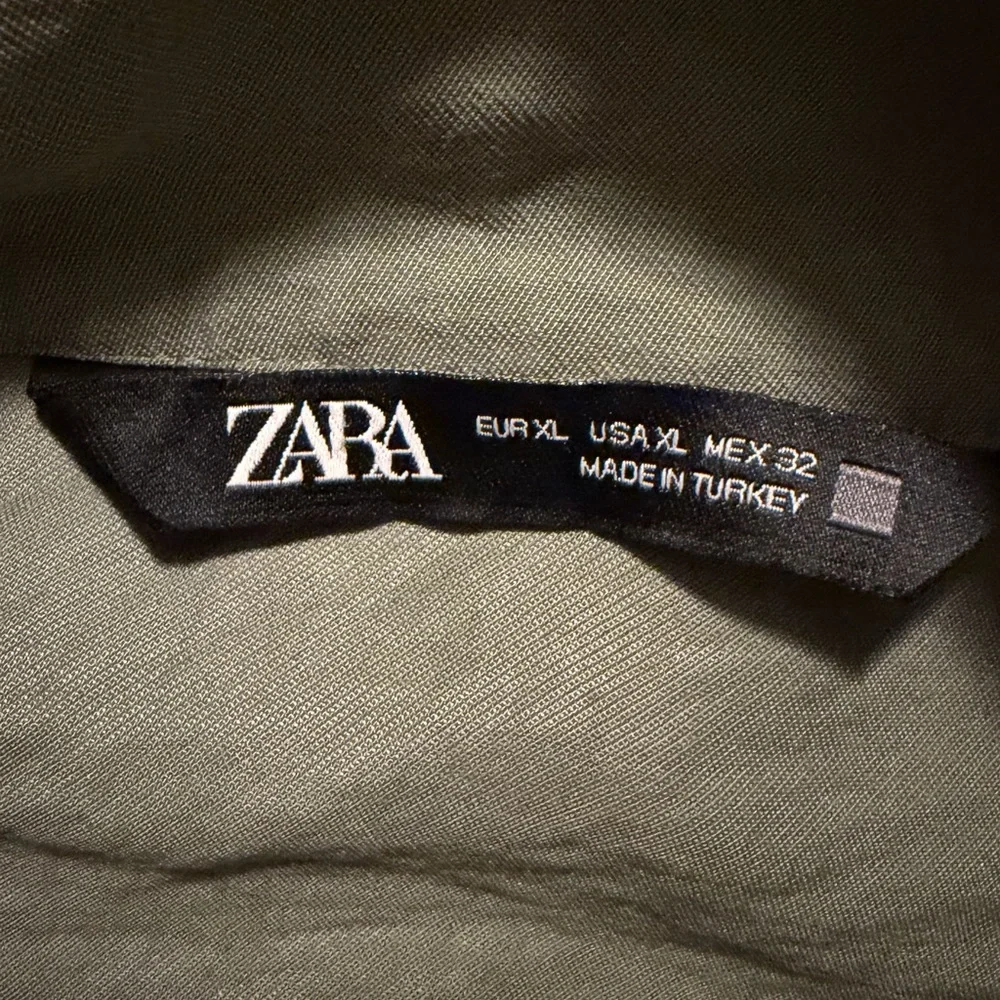 ZARA
EUR XL USA XL MEX 32
MADE IN TURKEY